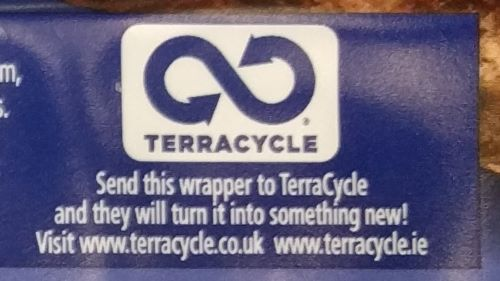 m,
s.
TERRACYCLE
®
Send this wrapper to TerraCycle
and they will turn it into something new!
Visit www.terracycle.co.uk www.terracycle.ie